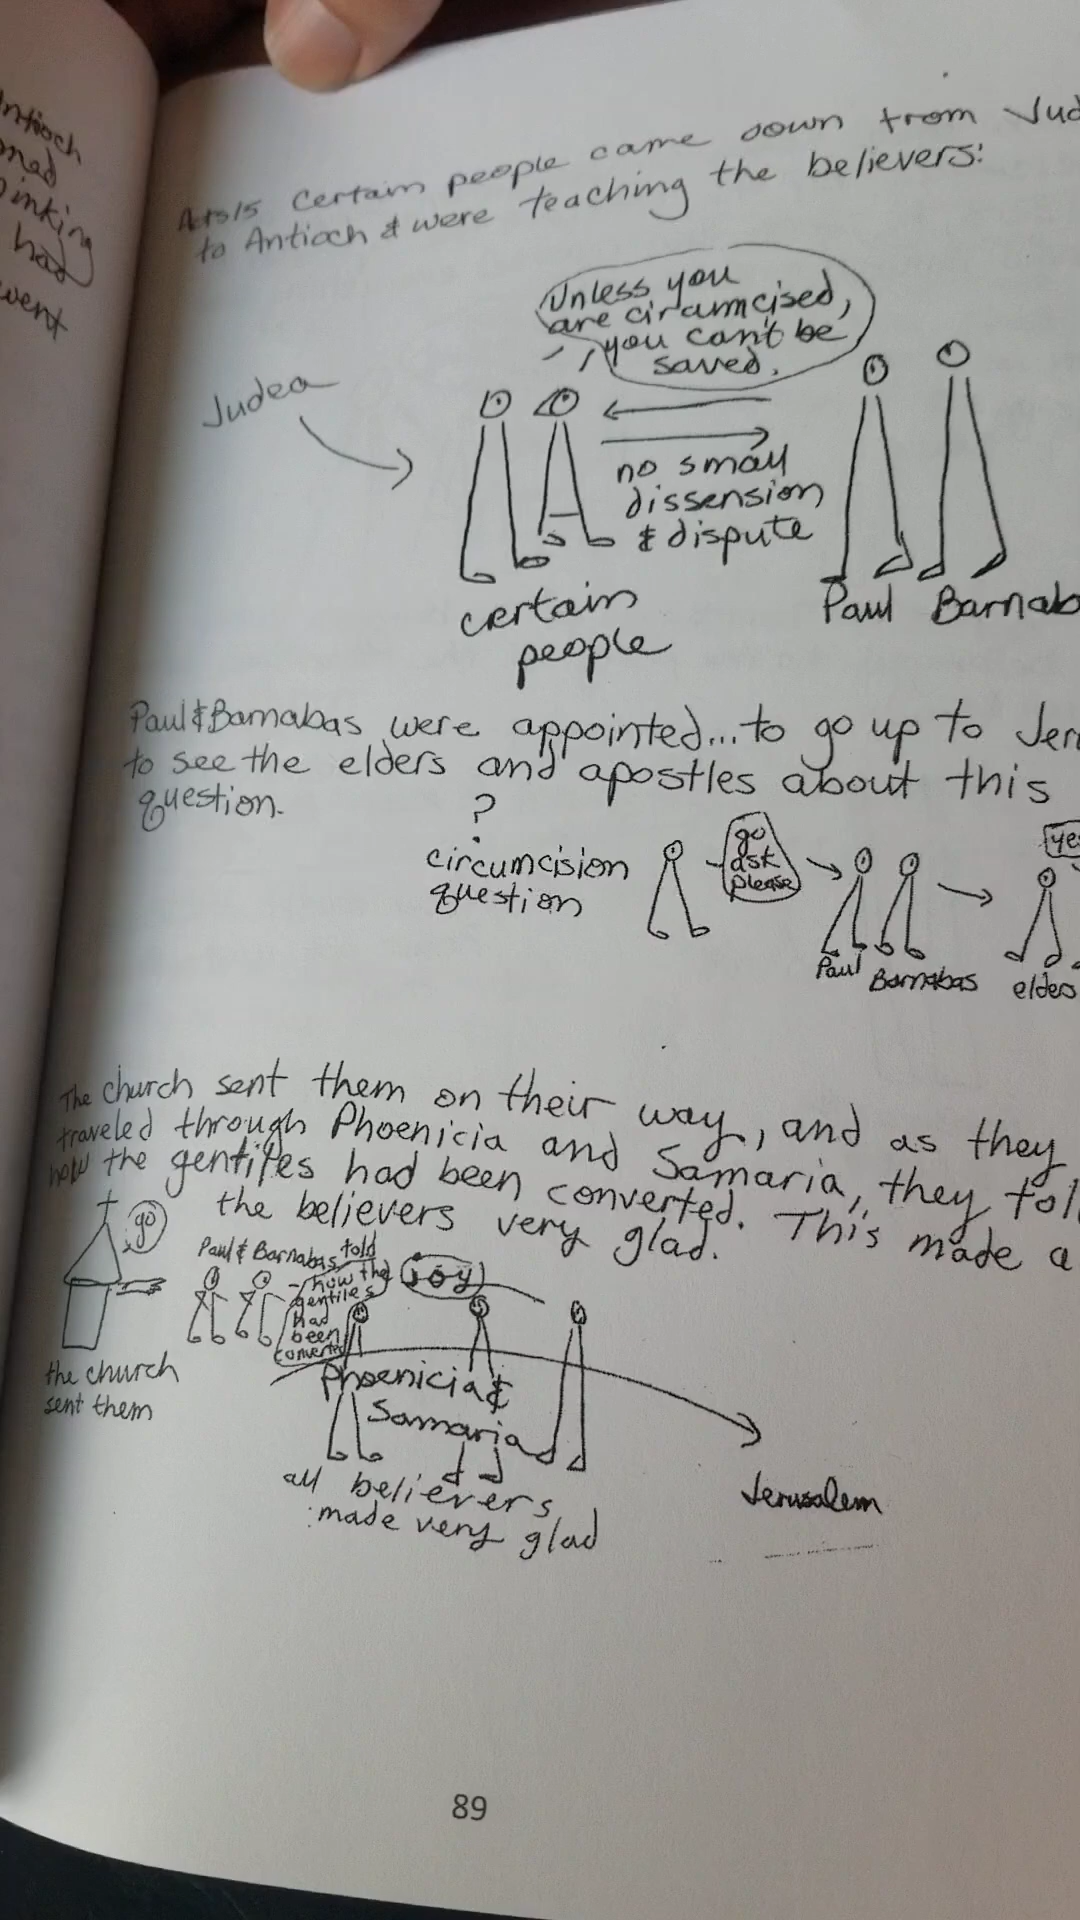 Antioch
had
went
Acts 15 Certain people came down from Jud
to Antioch & were teaching the believers:
Unless you
are circumcised,
you can't be
saved.
Judea
no small
dissension
& dispute
certain
people
Paul Barnab
Paul & Barnabas were appointed... to go up to Jer
to see the elders and apostles about this
question.
?
circumcision
question
go
ask
please
yes
Paul
Barnabas
elders
The church sent them on their way, and as they
traveled through Phoenicia and Samaria, they tol
how the gentiles had been converted. This made a
the believers very glad.
go
Paul & Barnabas told
how the
gentiles
had
been
converted
joy
the church
sent them
Phoenicia &
Samaria
all believers
made very glad
Jerusalem
89